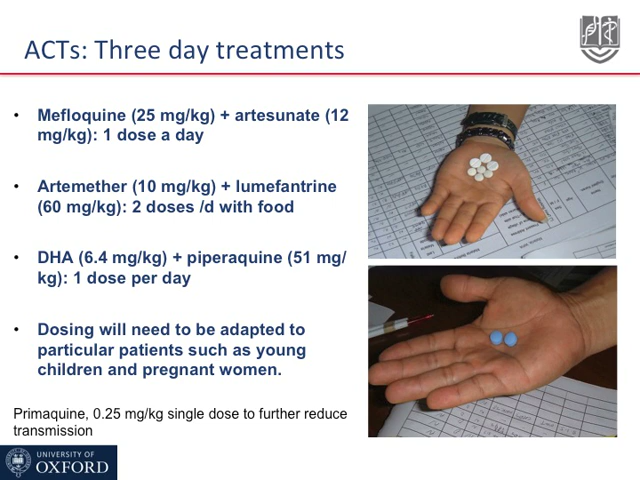 ACTs: Three day treatments
• Mefloquine (25 mg/kg) + artesunate (12
mg/kg): 1 dose a day
• Artemether (10 mg/kg) + lumefantrine
(60 mg/kg): 2 doses /d with food
• DHA (6.4 mg/kg) + piperaquine (51 mg/
kg): 1 dose per day
• Dosing will need to be adapted to
particular patients such as young
children and pregnant women.
Primaquine, 0.25 mg/kg single dose to further reduce
transmission
UNIVERSITY OF
OXFORD